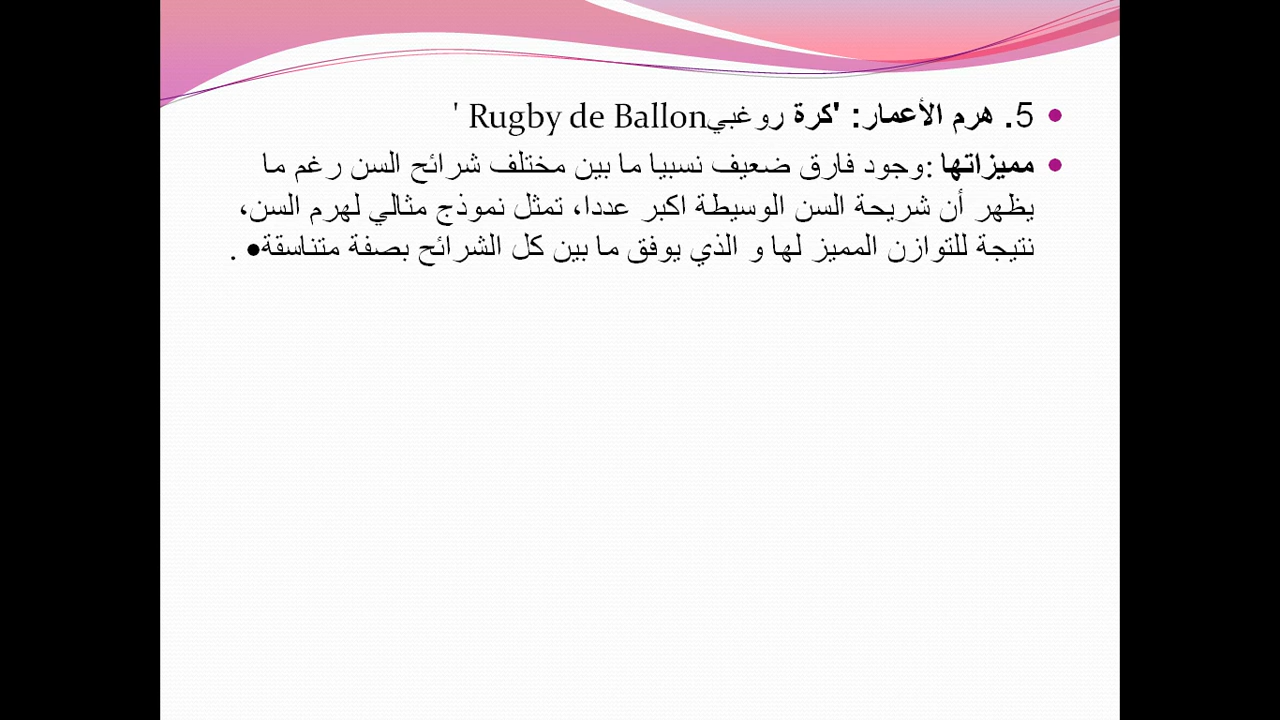 5. هرم الأعمار: 'كرة روغبيRugby de Ballon '
مميزاتها :وجود فارق ضعيف نسبيا ما بين مختلف شرائح السن رغم ما
يظهر أن شريحة السن الوسيطة اكبر عددا، تمثل نموذج مثالي لهرم السن،
نتيجة للتوازن المميز لها و الذي يوفق ما بين كل الشرائح بصفة متناسقة● .